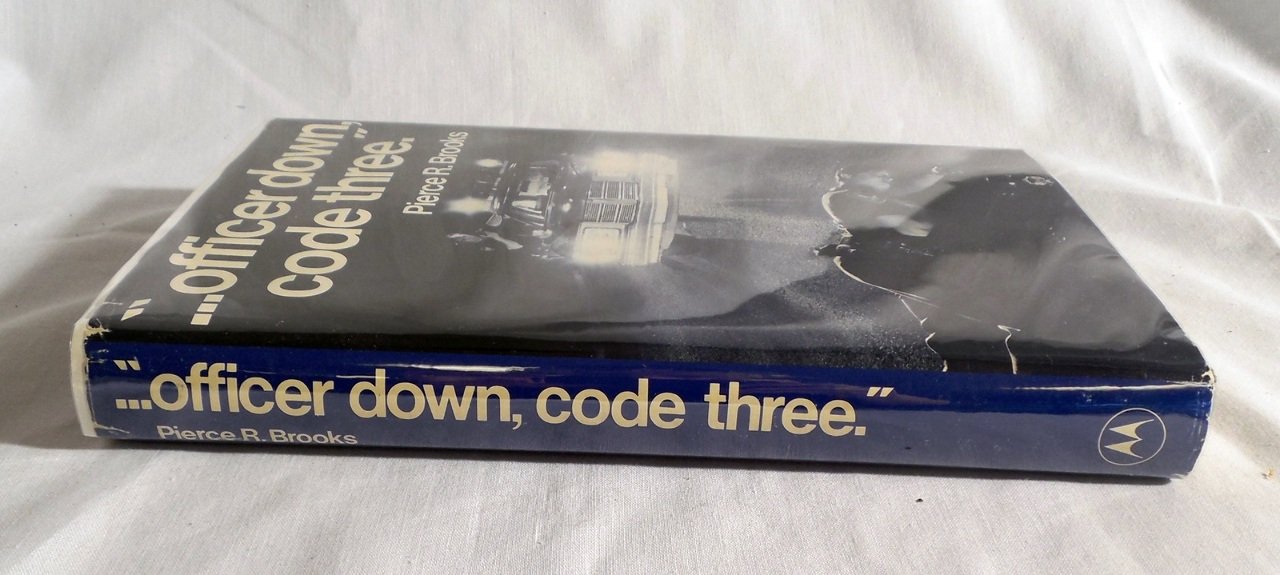 "...officer down,
code three."
Pierce R. Brooks
"...officer down, code three."
Pierce R. Brooks